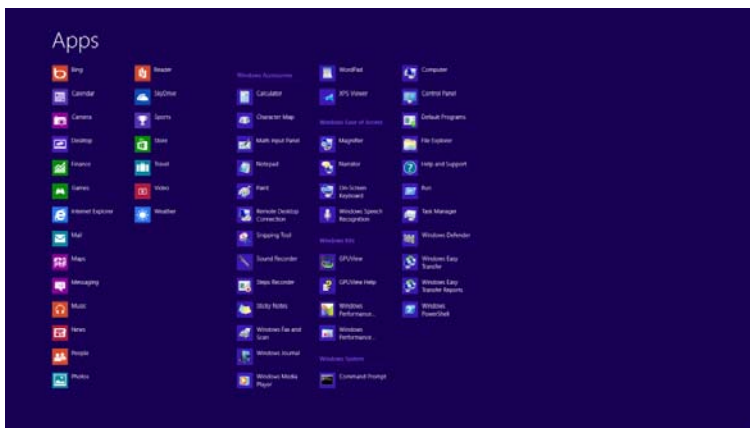 Apps
Bing
Calendar
Camera
Desktop
Finance
Games
Internet Explorer
Mail
Maps
Messaging
Music
News
People
Photos
Reader
SkyDrive
Sports
Store
Travel
Video
Weather
Windows Accessories
Calculator
Character Map
Math Input Panel
Notepad
Paint
Remote Desktop
Connection
Snipping Tool
Sound Recorder
Steps Recorder
Sticky Notes
Windows Fax and
Scan
Windows Journal
Windows Media
Player
WordPad
XPS Viewer
Windows Ease of Access
Magnifier
Narrator
On-Screen
Keyboard
Windows Speech
Recognition
Windows Kits
GPUView
GPUView Help
Windows
Performance...
Windows
Performance...
Windows System
Command Prompt
Computer
Control Panel
Default Programs
File Explorer
Help and Support
Run
Task Manager
Windows Defender
Windows Easy
Transfer
Windows Easy
Transfer Reports
Windows
PowerShell